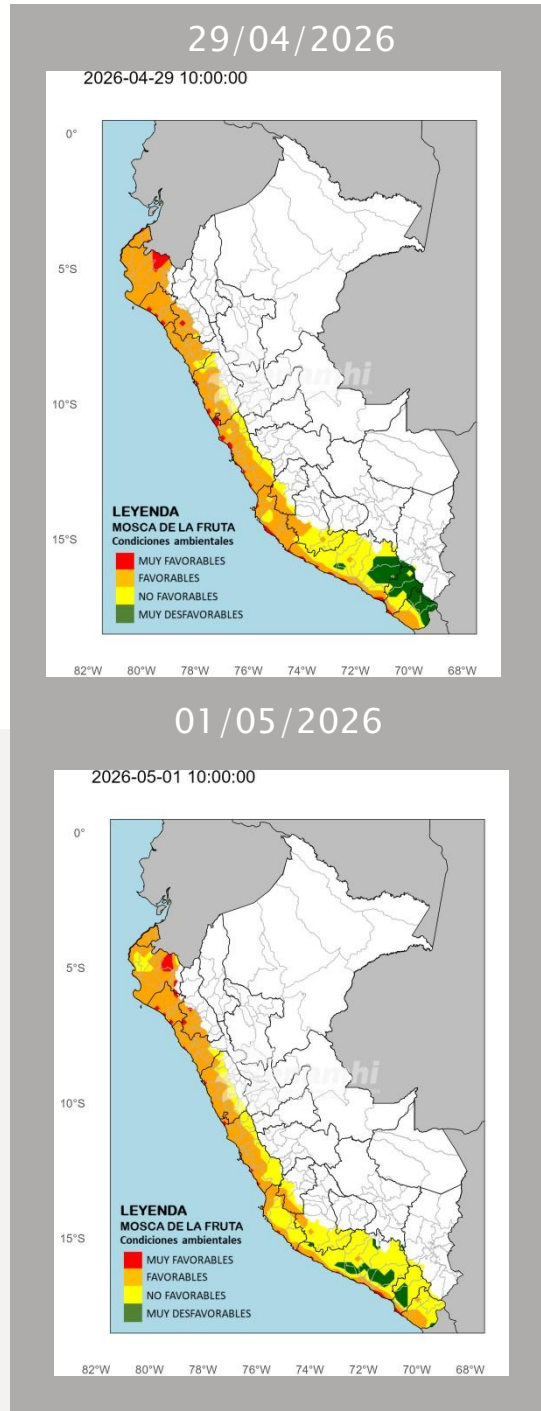 29/04/2026
2026-04-29 10:00:00
0°
5°S
10°S
15°S
LEYENDA
MOSCA DE LA FRUTA
Condiciones ambientales
MUY FAVORABLES
FAVORABLES
NO FAVORABLES
MUY DESFAVORABLES
82°W 80°W 78°W 76°W 74°W 72°W 70°W 68°W
01/05/2026
2026-05-01 10:00:00
0°
5°S
10°S
15°S
LEYENDA
MOSCA DE LA FRUTA
Condiciones ambientales
MUY FAVORABLES
FAVORABLES
NO FAVORABLES
MUY DESFAVORABLES
82°W 80°W 78°W 76°W 74°W 72°W 70°W 68°W